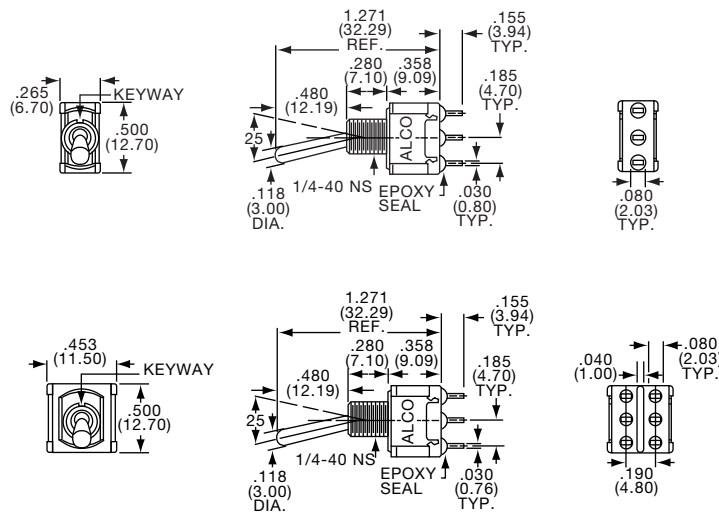 1.271
(32.29)
REF.
.155
(3.94)
TYP.
.280
(7.10)
.358
(9.09)
.185
(4.70)
TYP.
.265
(6.70)
KEYWAY
.480
(12.19)
.500
(12.70)
25
ALCO
.118
(3.00)
DIA.
1/4-40 NS
EPOXY
SEAL
.030
(0.80)
TYP.
.080
(2.03)
TYP.
1.271
(32.29)
REF.
.155
(3.94)
TYP.
.280
(7.10)
.358
(9.09)
.185
(4.70)
TYP.
.453
(11.50)
KEYWAY
.480
(12.19)
.500
(12.70)
25
ALCO
.118
(3.00)
DIA.
1/4-40 NS
EPOXY
SEAL
.030
(0.76)
TYP.
.040
(1.00)
.080
(2.03)
TYP.
.190
(4.80)